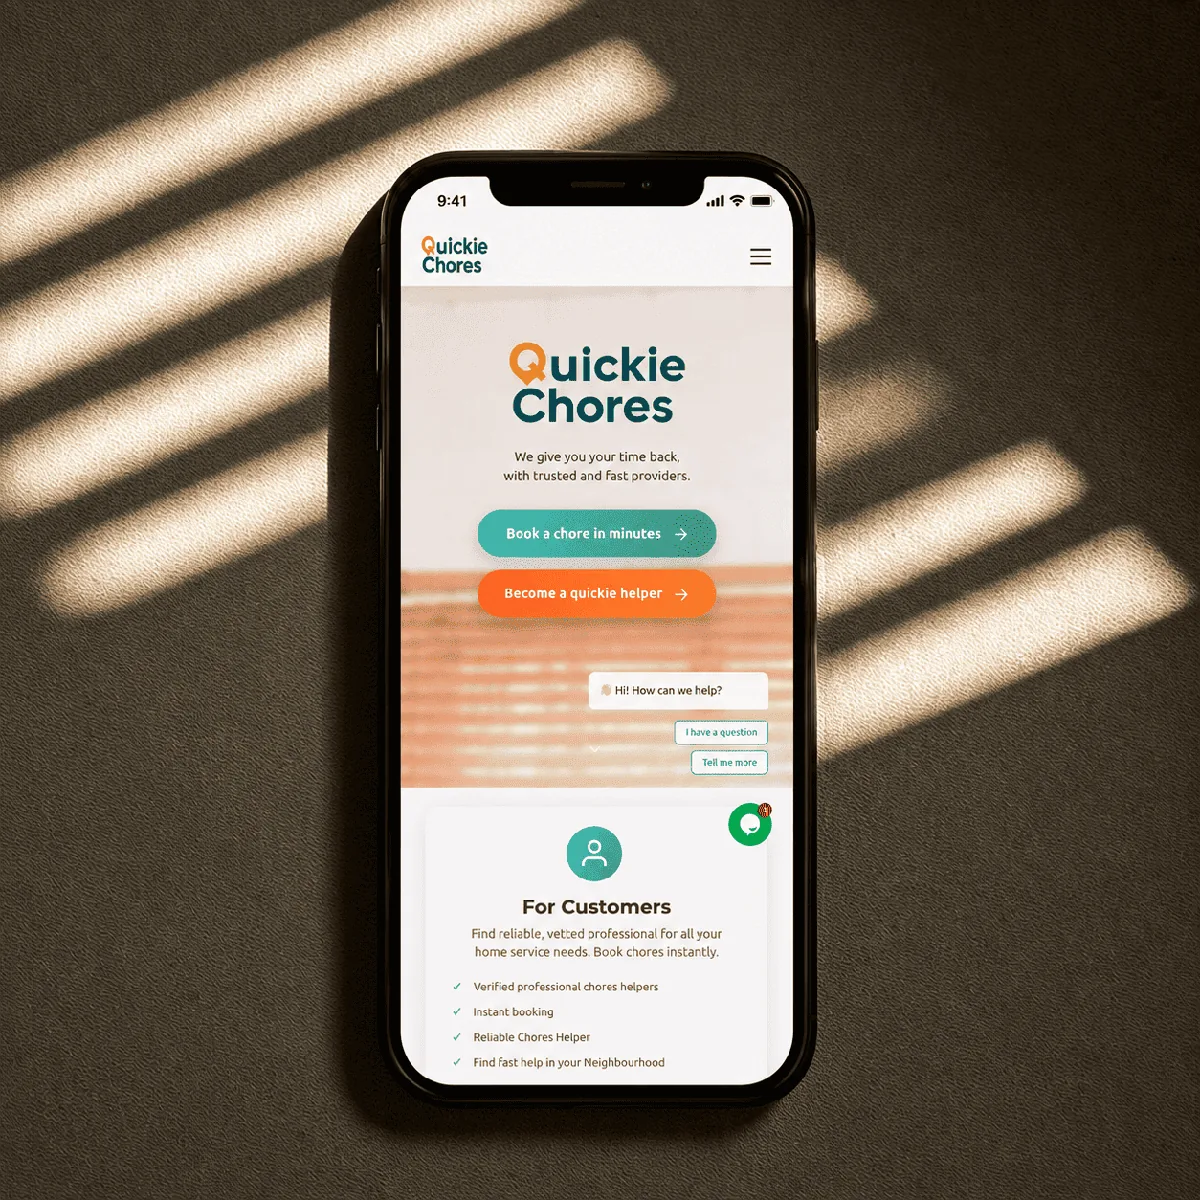 9:41
Quickie
Chores
Quickie
Chores
We give you your time back,
with trusted and fast providers.
Book a chore in minutes →
Become a quickie helper →
Hi! How can we help?
I have a question
Tell me more
For Customers
Find reliable, vetted professional for all your
home service needs. Book chores instantly.
✓ Verified professional chores helpers
✓ Instant booking
✓ Reliable Chores Helper
✓ Find fast help in your Neighbourhood